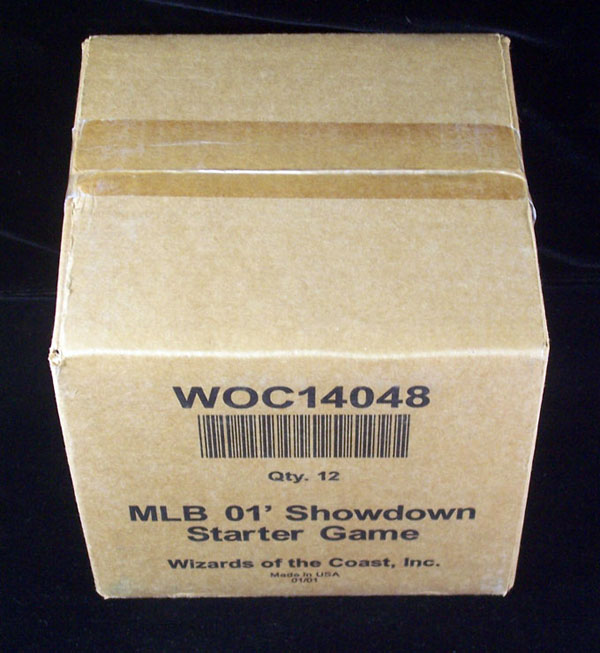 WOC14048
Qty. 12
MLB 01' Showdown
Starter Game
Wizards of the Coast, Inc.
Made in USA
01/01